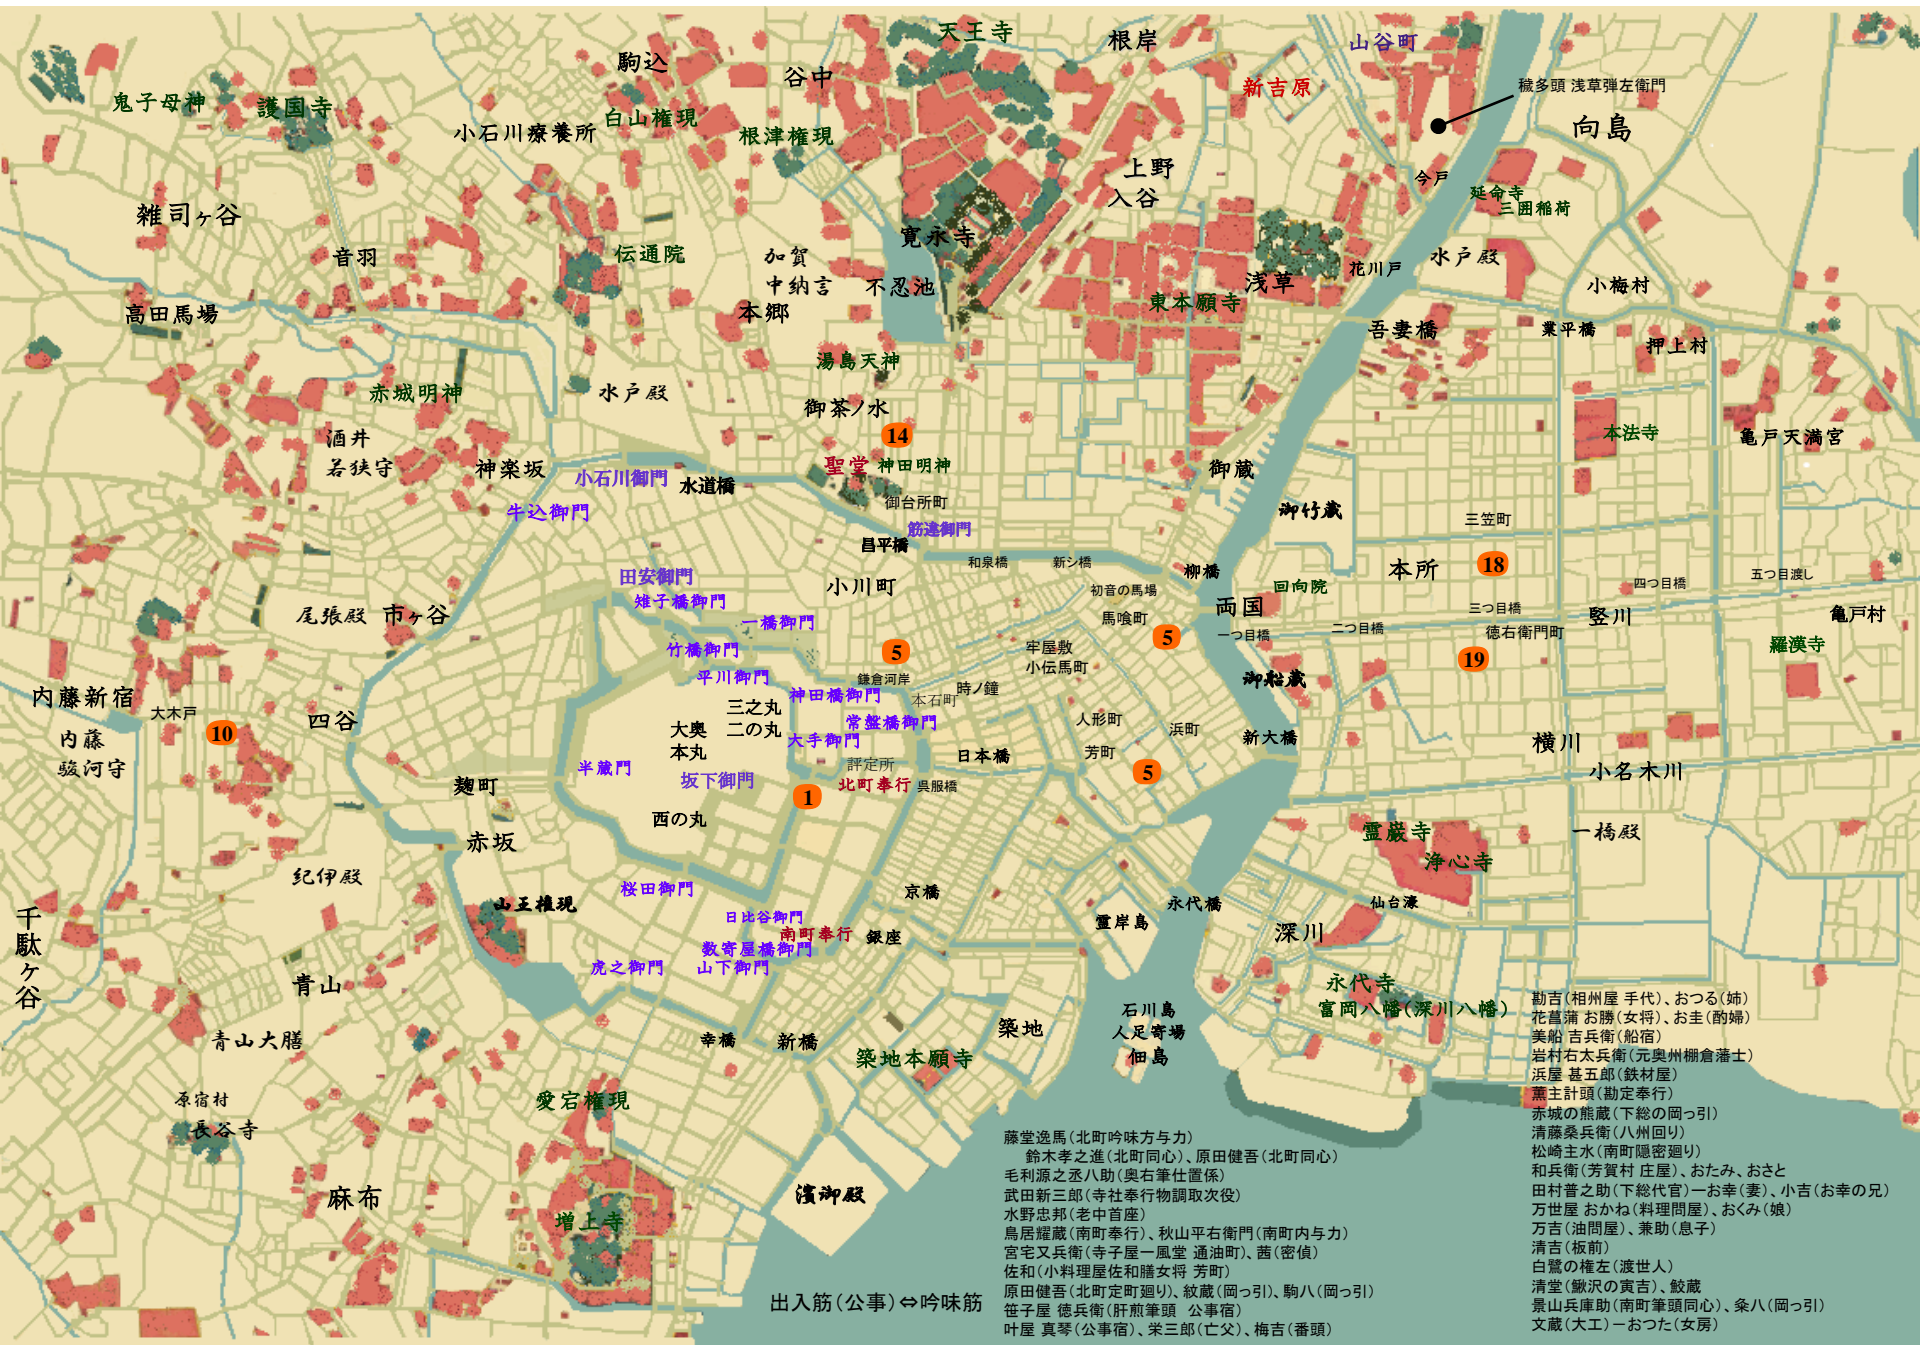 天王寺
根岸
山谷町
駒込
谷中
新吉原
穢多頭 浅草弾左衛門
鬼子母神
護国寺
小石川療養所
白山権現
根津権現
向島
上野
入谷
今戸
延命寺
三囲稲荷
雑司ヶ谷
音羽
伝通院
加賀
中納言
本郷
寛永寺
不忍池
浅草
花川戸
水戸殿
小梅村
東本願寺
高田馬場
吾妻橋
業平橋
押上村
湯島天神
赤城明神
水戸殿
御茶ノ水
14
酒井
若狭守
神楽坂
小石川御門
水道橋
聖堂
神田明神
御蔵
本法寺
亀戸天満宮
牛込御門
御台所町
筋違御門
昌平橋
御竹蔵
三笠町
和泉橋
新シ橋
柳橋
本所
18
田安御門
雉子橋御門
小川町
初音の馬場
馬喰町
両国
回向院
四つ目橋
五つ目渡し
三つ目橋
竪川
亀戸村
尾張殿
市ヶ谷
一橋御門
竹橋御門
5
牢屋敷
小伝馬町
5
一つ目橋
二つ目橋
徳右衛門町
19
羅漢寺
平川御門
鎌倉河岸
御船蔵
内藤新宿
大木戸
四谷
10
神田橋御門
本石町
時ノ鐘
三之丸
二の丸
大奥
本丸
常盤橋御門
大手御門
人形町
浜町
新大橋
内藤
駿河守
半蔵門
坂下御門
評定所
北町奉行
呉服橋
日本橋
芳町
5
横川
小名木川
麹町
1
西の丸
赤坂
霊巌寺
浄心寺
一橋殿
紀伊殿
桜田御門
京橋
山王権現
日比谷御門
南町奉行
銀座
霊岸島
永代橋
仙台濠
深川
千駄ヶ谷
数寄屋橋御門
虎之御門
山下御門
青山
永代寺
富岡八幡(深川八幡)
石川島
人足寄場
佃島
青山大膳
幸橋
新橋
築地
築地本願寺
原宿村
長谷寺
愛宕権現
麻布
濱御殿
増上寺
出入筋(公事)⇔吟味筋
藤堂逸馬(北町吟味方与力)
鈴木孝之進(北町同心)、原田健吾(北町同心)
毛利源之丞八助(奥右筆仕置係)
武田新三郎(寺社奉行物調取次役)
水野忠邦(老中首座)
鳥居耀蔵(南町奉行)、秋山平右衛門(南町内与力)
宮宅又兵衛(寺子屋一風堂 通油町)、茜(密偵)
佐和(小料理屋佐和膳女将 芳町)
原田健吾(北町定町廻り)、紋蔵(岡っ引)、駒八(岡っ引)
笹子屋 徳兵衛(肝煎筆頭 公事宿)
叶屋 真琴(公事宿)、栄三郎(亡父)、梅吉(番頭)
勘吉(相州屋 手代)、おつる(姉)
花菖蒲 お勝(女将)、お圭(酌婦)
美船 吉兵衛(船宿)
岩村右太兵衛(元奥州棚倉藩士)
浜屋 甚五郎(鉄材屋)
薫主計頭(勘定奉行)
赤城の熊蔵(下総の岡っ引)
清藤桑兵衛(八州回り)
松崎主水(南町隠密廻り)
和兵衛(芳賀村 庄屋)、おたみ、おさと
田村普之助(下総代官)ーお幸(妻)、小吉(お幸の兄)
万世屋 おかね(料理問屋)、おくみ(娘)
万吉(油問屋)、兼助(息子)
清吉(板前)
白鷺の権左(渡世人)
清堂(鰍沢の寅吉)、鮫蔵
景山兵庫助(南町筆頭同心)、粂八(岡っ引)
文蔵(大工)ーおつた(女房)